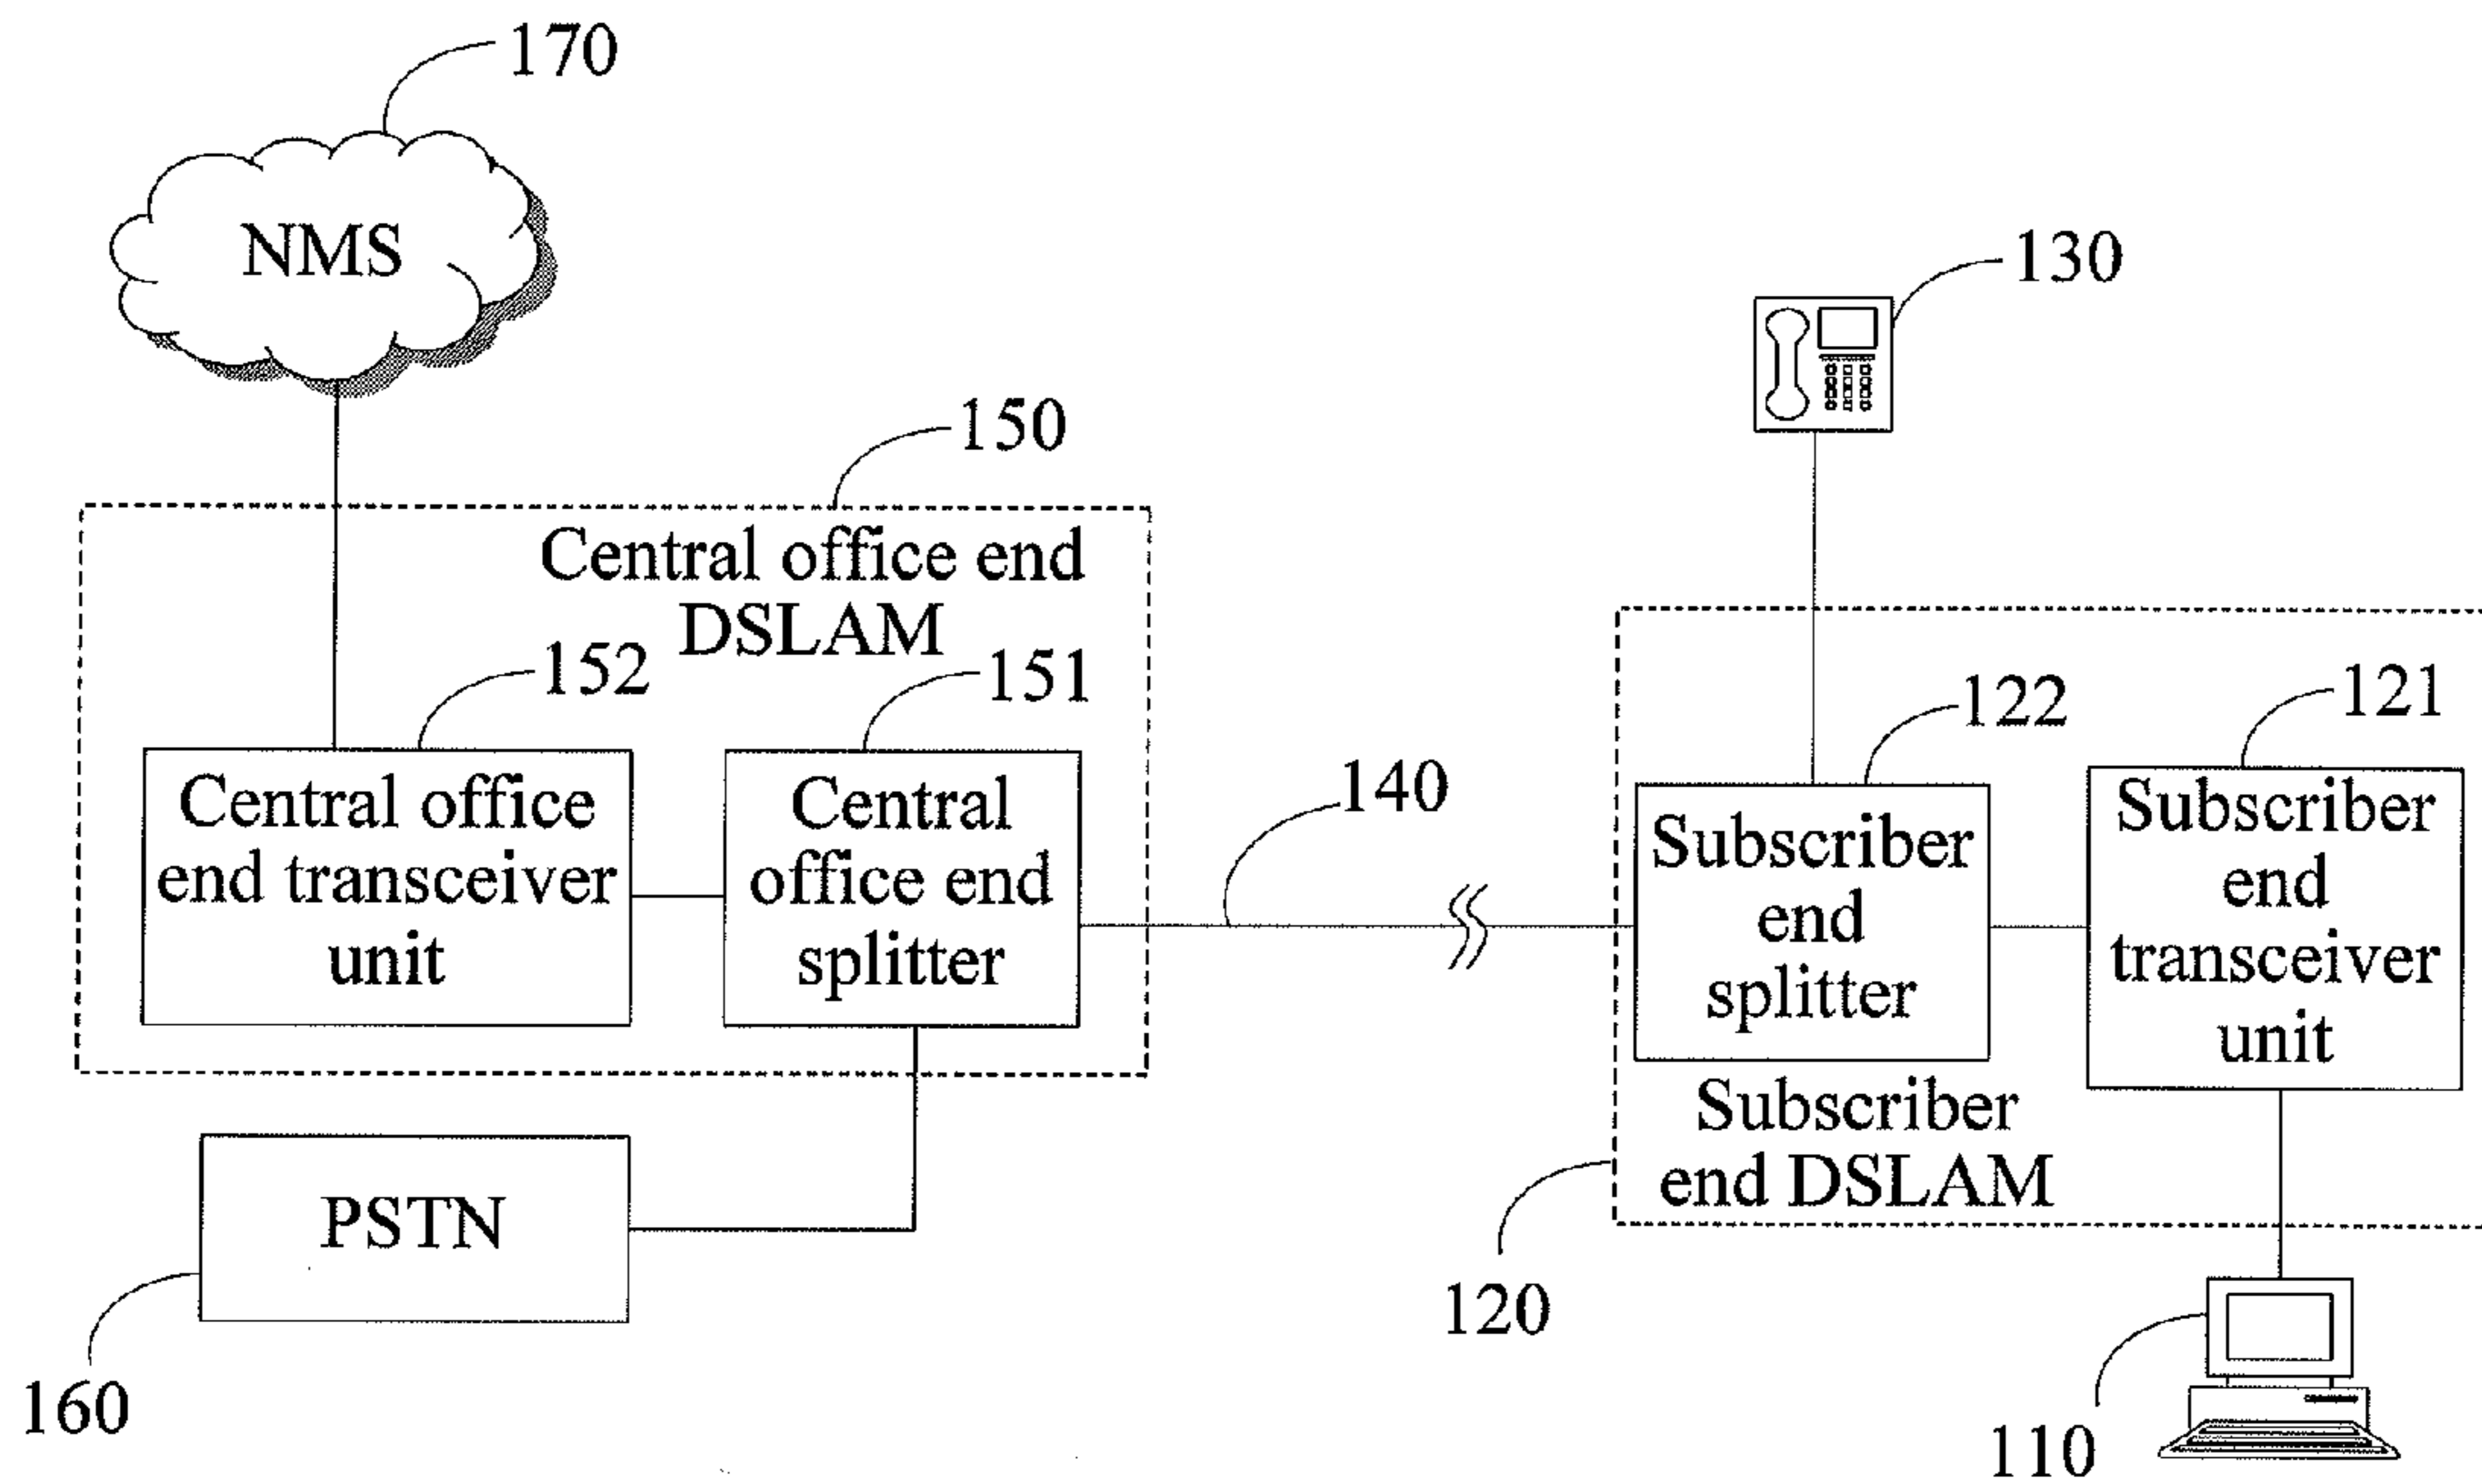 170
NMS
130
150
Central office end
DSLAM
152
151
122
121
140
Central office
end transceiver
unit
Central
office end
splitter
Subscriber
end
splitter
Subscriber
end
transceiver
unit
Subscriber
end DSLAM
PSTN
120
160
110